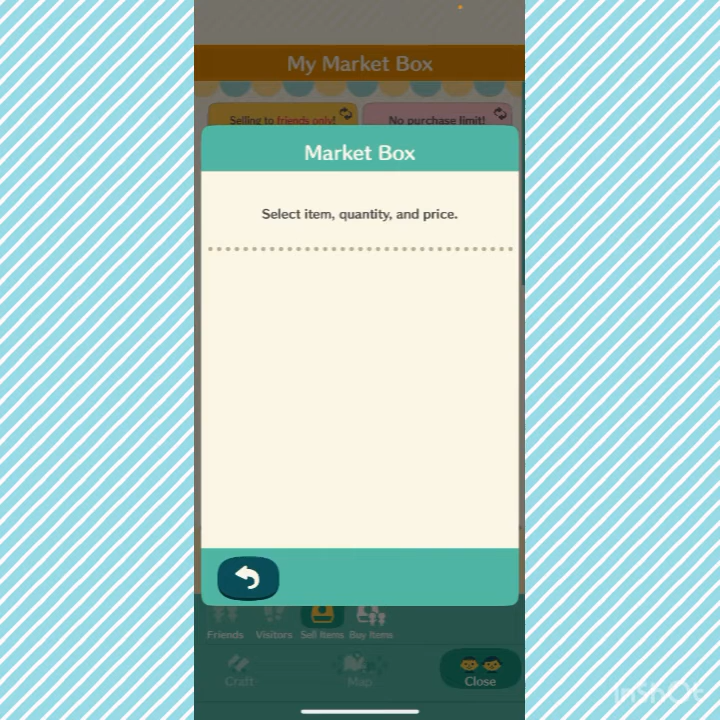 My Market Box
Selling to friends only!
No purchase limit!
Market Box
Select item, quantity, and price.
Friends
Visitors
Sell Items
Buy Items
Craft
Map
Close
InShOt